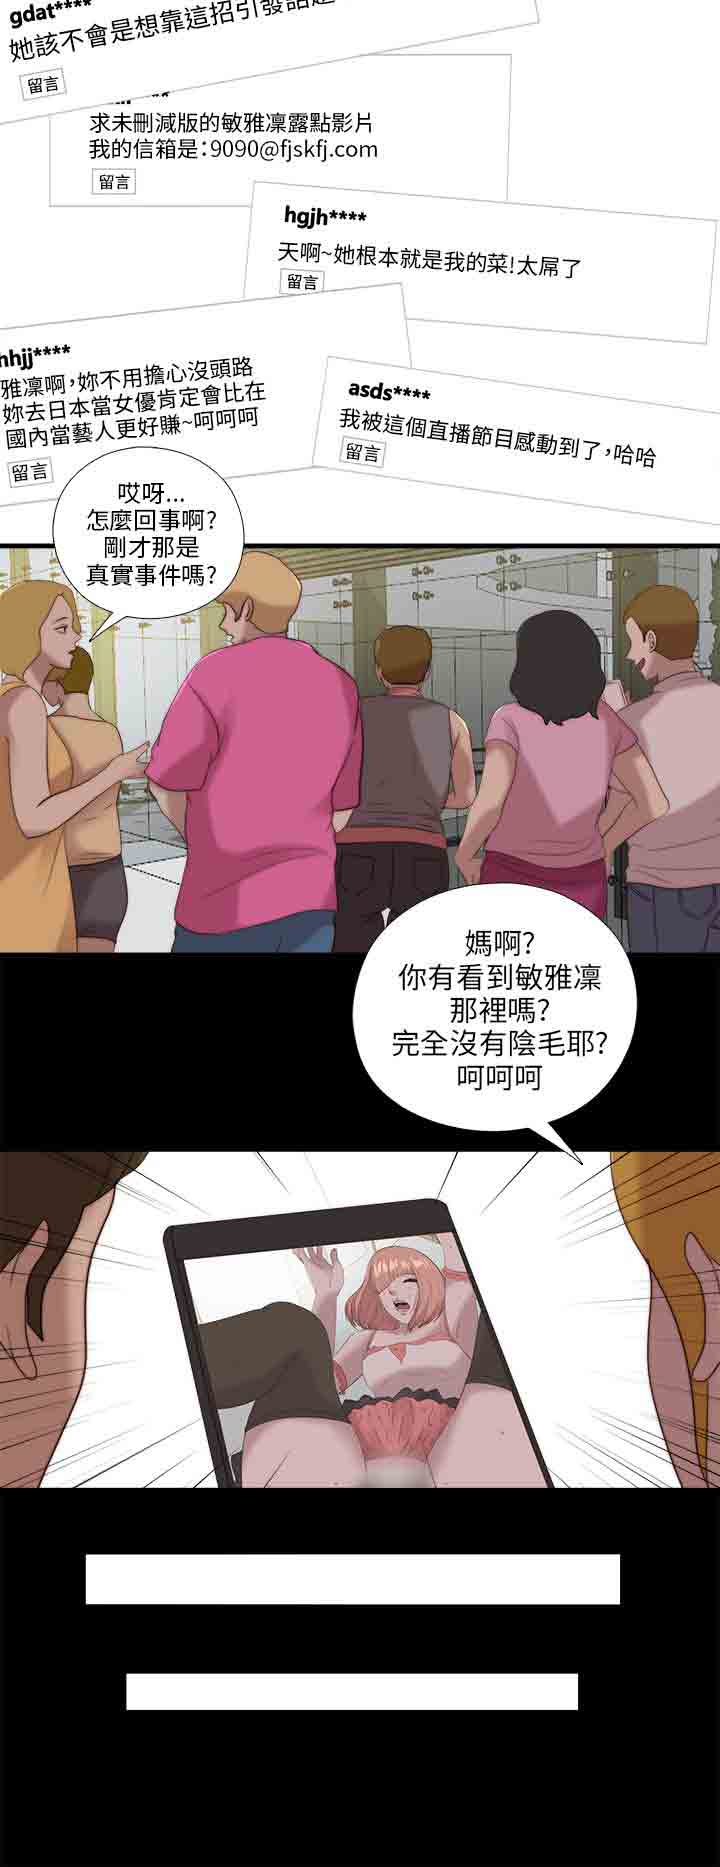 gdat****
她該不會是想靠這招引發話
留言
****
求未刪減版的敏雅凜露點影片
我的信箱是：9090@fjskfj.com
留言
hgjh****
天啊~她根本就是我的菜!太屌了
留言
hhjj****
雅凜啊，妳不用擔心沒頭路
妳去日本當女優肯定會比在
國內當藝人更好賺~呵呵呵
留言
asds****
我被這個直播節目感動到了，哈哈
留言
哎呀...
怎麼回事啊?
剛才那是
真實事件嗎?
媽啊?
你有看到敏雅凜
那裡嗎?
完全沒有陰毛耶?
呵呵呵